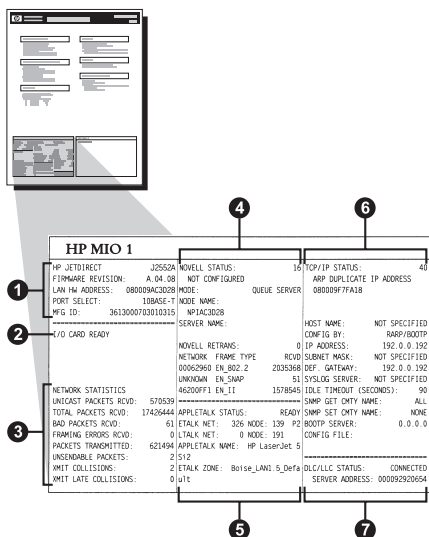 hp
4
6
HP MIO 1
1
HP JETDIRECT J2552A
FIRMWARE REVISION: A.04.08
LAN HW ADDRESS: 080009AC3D28
PORT SELECT: 10BASE-T
MFG ID: 3613000703010315
2
I/O CARD READY
3
NETWORK STATISTICS
UNICAST PACKETS RCVD: 570539
TOTAL PACKETS RCVD: 17426444
BAD PACKETS RCVD: 61
FRAMING ERRORS RCVD: 0
PACKETS TRANSMITTED: 621494
UNSENDABLE PACKETS: 2
XMIT COLLISIONS: 2
XMIT LATE COLLISIONS: 0
NOVELL STATUS: 16
NOT CONFIGURED
MODE: QUEUE SERVER
NODE NAME:
NPIAC3D28
SERVER NAME:
NOVELL RETRANS: 0
NETWORK FRAME TYPE RCVD
00062960 EN_802.2 2035368
UNKNOWN EN_SNAP 51
46200FF1 EN_II 1578545
APPLETALK STATUS: READY
ETALK NET: 326 NODE: 139 P2
LTALK NET: 0 NODE: 191
APPLETALK NAME: HP LaserJet 5
Si2
ETALK ZONE: Boise_LAN1.5_Defa
ult
TCP/IP STATUS: 40
ARP DUPLICATE IP ADDRESS
080009F7FA18
HOST NAME: NOT SPECIFIED
CONFIG BY: RARP/BOOTP
IP ADDRESS: 192.0.0.192
SUBNET MASK: NOT SPECIFIED
DEF. GATEWAY: 192.0.0.192
SYSLOG SERVER: NOT SPECIFIED
IDLE TIMEOUT (SECONDS): 90
SNMP GET CMTY NAME: ALL
SNMP SET CMTY NAME: NONE
BOOTP SERVER: 0.0.0.0
CONFIG FILE:
DLC/LLC STATUS: CONNECTED
SERVER ADDRESS: 000092920654
5
7